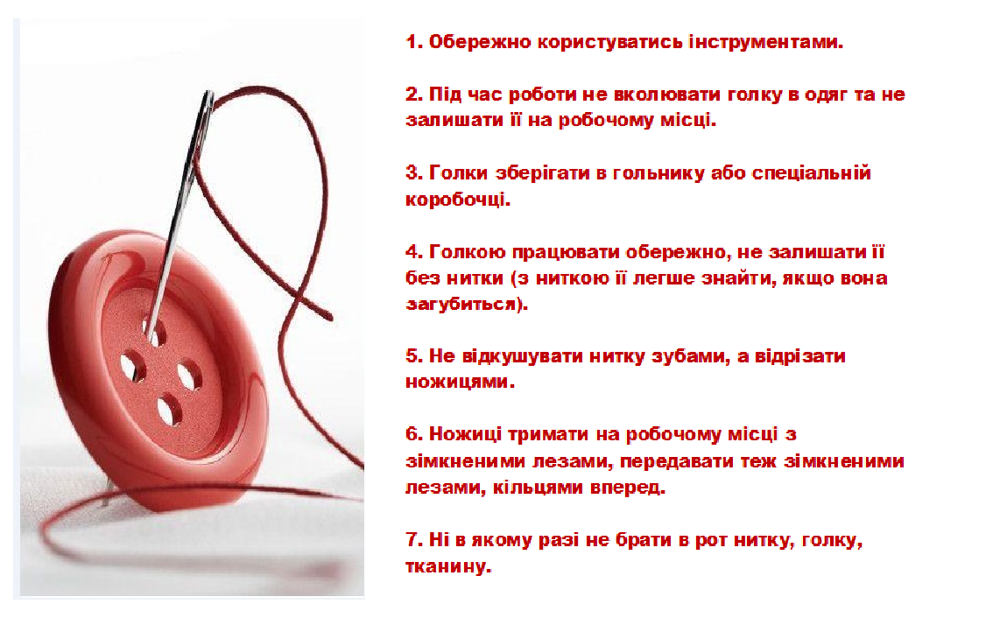 1. Обережно користуватись інструментами.
2. Під час роботи не вколювати голку в одяг та не
залишати її на робочому місці.
3. Голки зберігати в гольнику або спеціальній
коробочці.
4. Голкою працювати обережно, не залишати її
без нитки (з ниткою її легше знайти, якщо вона
загубиться).
5. Не відкушувати нитку зубами, а відрізати
ножицями.
6. Ножиці тримати на робочому місці з
зімкненими лезами, передавати теж зімкненими
лезами, кільцями вперед.
7. Ні в якому разі не брати в рот нитку, голку,
тканину.